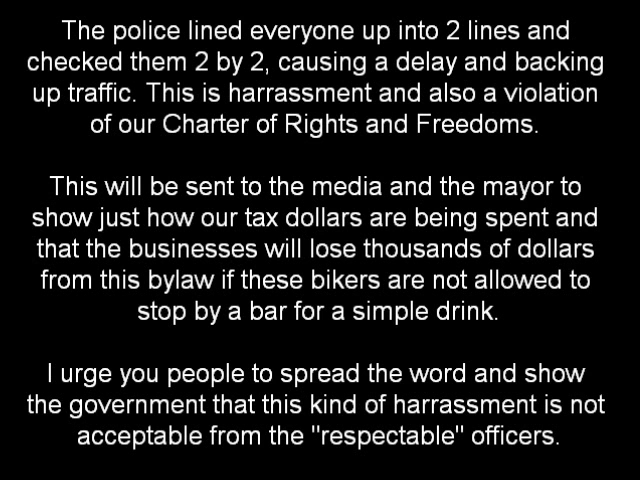 The police lined everyone up into 2 lines and
checked them 2 by 2, causing a delay and backing
up traffic. This is harrassment and also a violation
of our Charter of Rights and Freedoms.
This will be sent to the media and the mayor to
show just how our tax dollars are being spent and
that the businesses will lose thousands of dollars
from this bylaw if these bikers are not allowed to
stop by a bar for a simple drink.
I urge you people to spread the word and show
the government that this kind of harrassment is not
acceptable from the "respectable" officers.